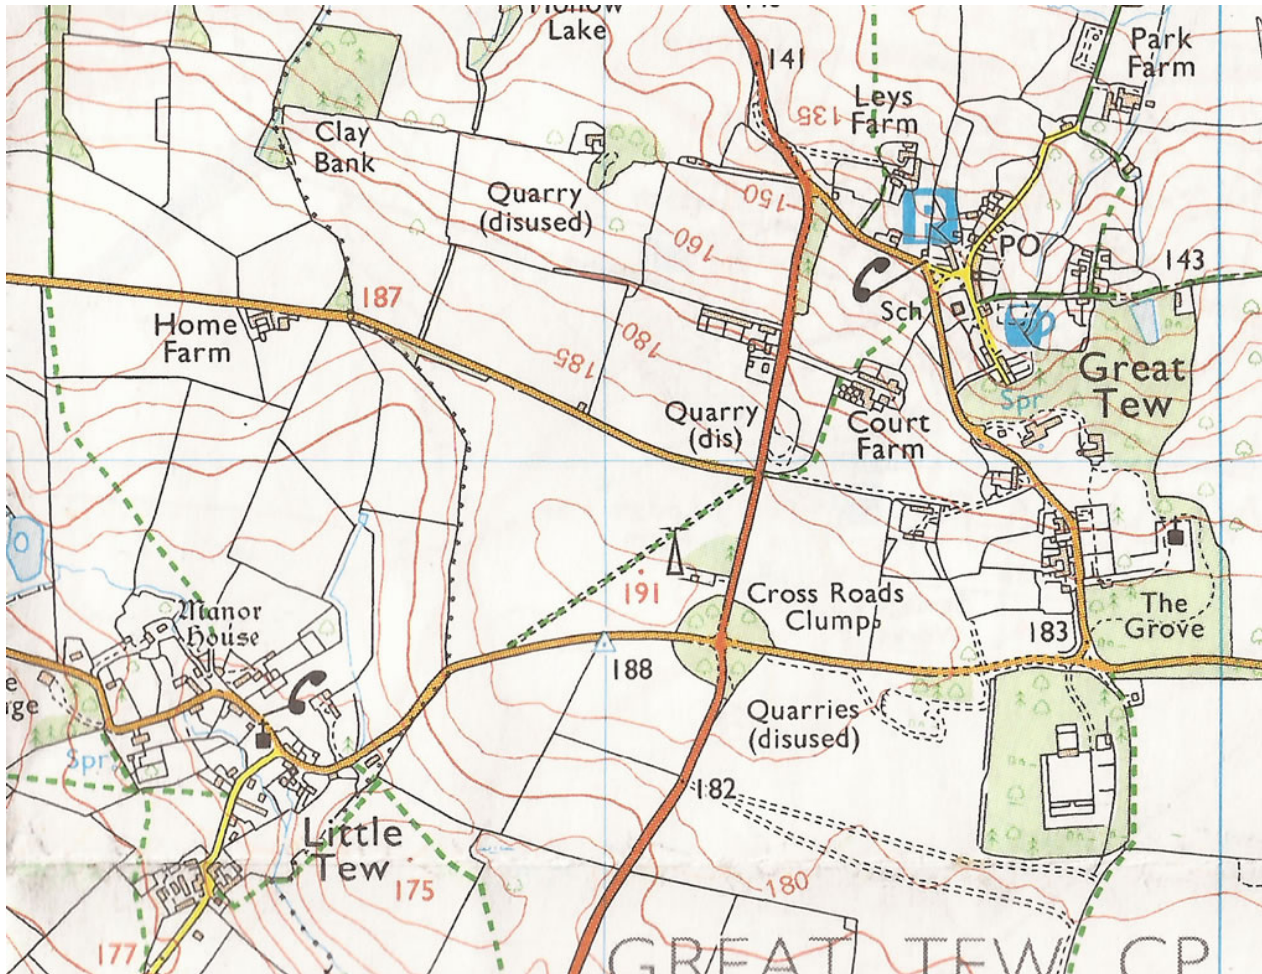 Hollow
Lake
141
Park
Farm
135
Leys
Farm
Clay
Bank
Quarry
(disused)
150
P
160
PO
143
187
Home
Farm
Sch
180
185
Great
Tew
Spr
Quarry
(dis)
Court
Farm
191
Cross Roads
Clump
The
Grove
183
Manor
House
188
Quarries
(disused)
Spr
182
Little
Tew
175
180
177
GREAT TEW CP